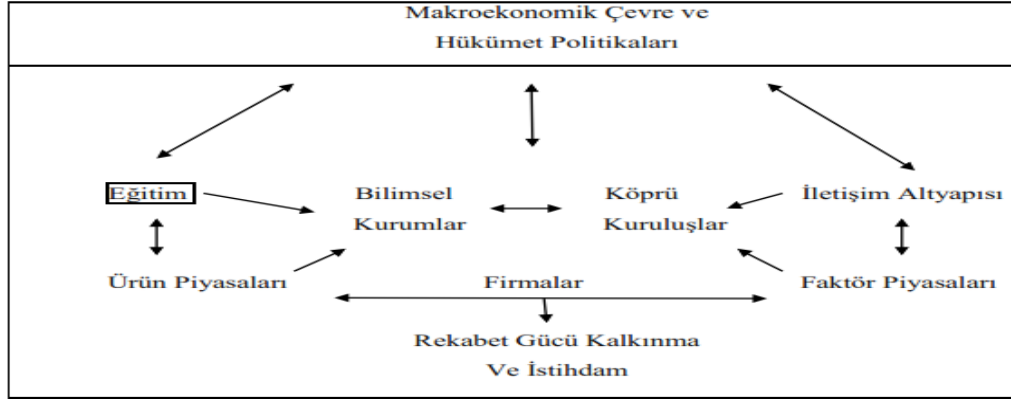 Makroekonomik Çevre ve
Hükümet Politikaları
Eğitim
Bilimsel
Kurumlar
Köprü
Kuruluşlar
İletişim Altyapısı
Ürün Piyasaları
Firmalar
Faktör Piyasaları
Rekabet Gücü Kalkınma
Ve İstihdam